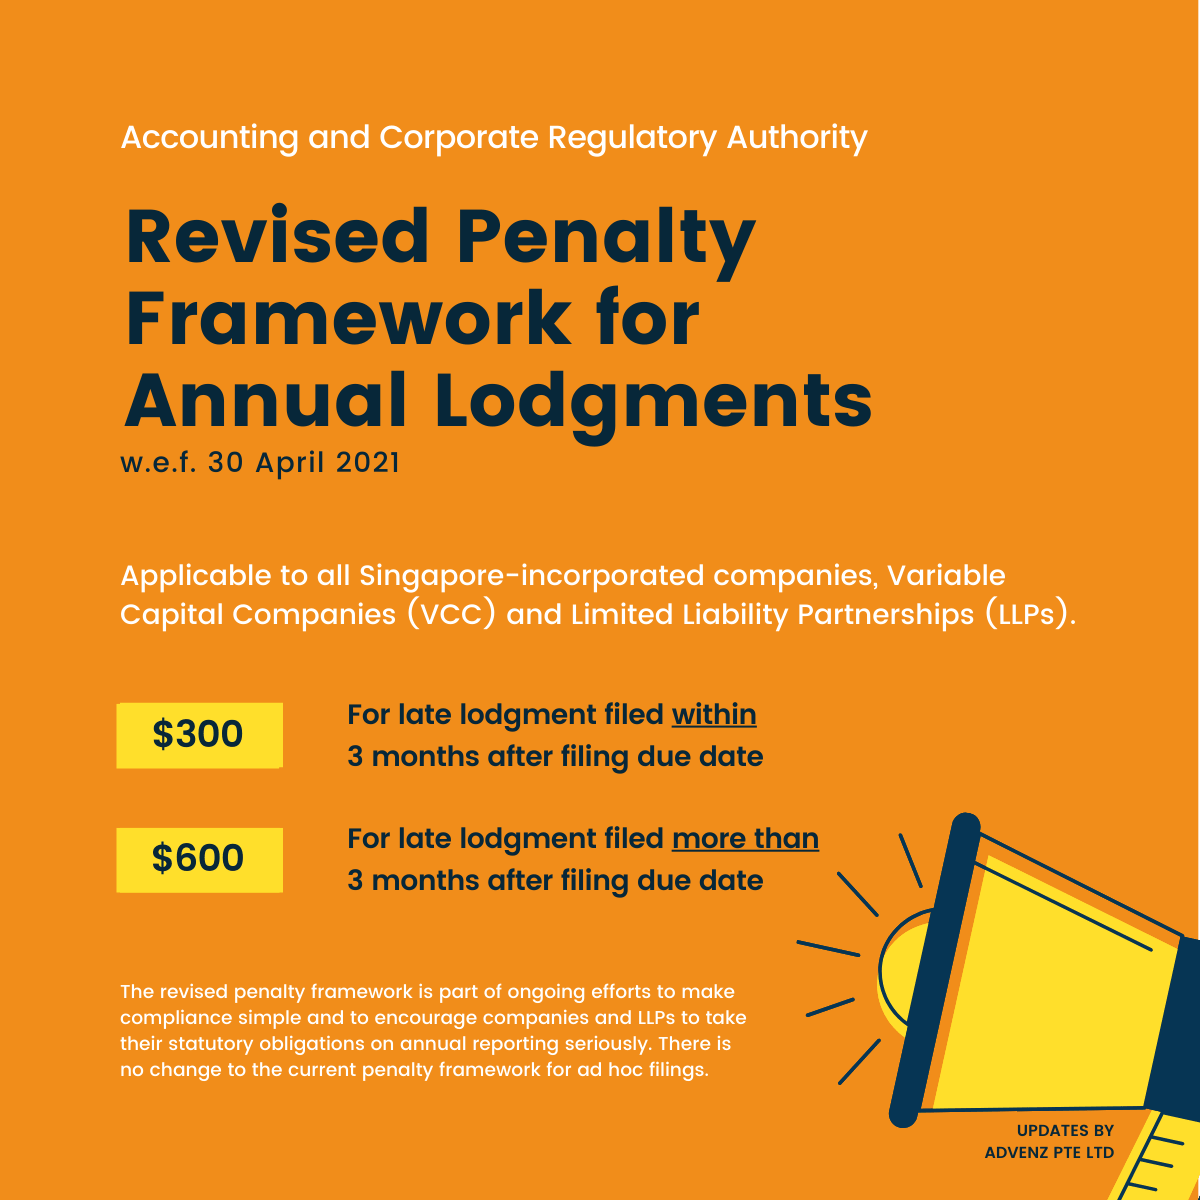 Accounting and Corporate Regulatory Authority
Revised Penalty
Framework for
Annual Lodgments
w.e.f. 30 April 2021
Applicable to all Singapore-incorporated companies, Variable
Capital Companies (VCC) and Limited Liability Partnerships (LLPs).
$300
For late lodgment filed within
3 months after filing due date
$600
For late lodgment filed more than
3 months after filing due date
The revised penalty framework is part of ongoing efforts to make
compliance simple and to encourage companies and LLPs to take
their statutory obligations on annual reporting seriously. There is
no change to the current penalty framework for ad hoc filings.
UPDATES BY
ADVENZ PTE LTD